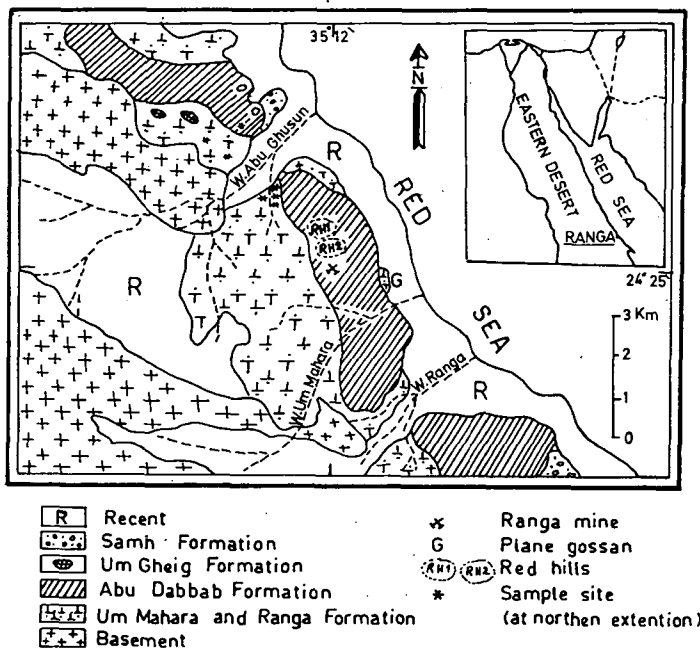 35°12'
N
W.Abu Ghusun
R
RED
SEA
RH1
RH2
G
R
W.Um Mahara
W.Ranga
R
EASTERN DESERT
RED SEA
RANGA
24°25
3 Km
2
1
0
R Recent
Samh Formation
Um Gheig Formation
Abu Dabbab Formation
Um Mahara and Ranga Formation
Basement
Ranga mine
G Plane gossan
RH1 RH2 Red hills
* Sample site
(at northen extention)